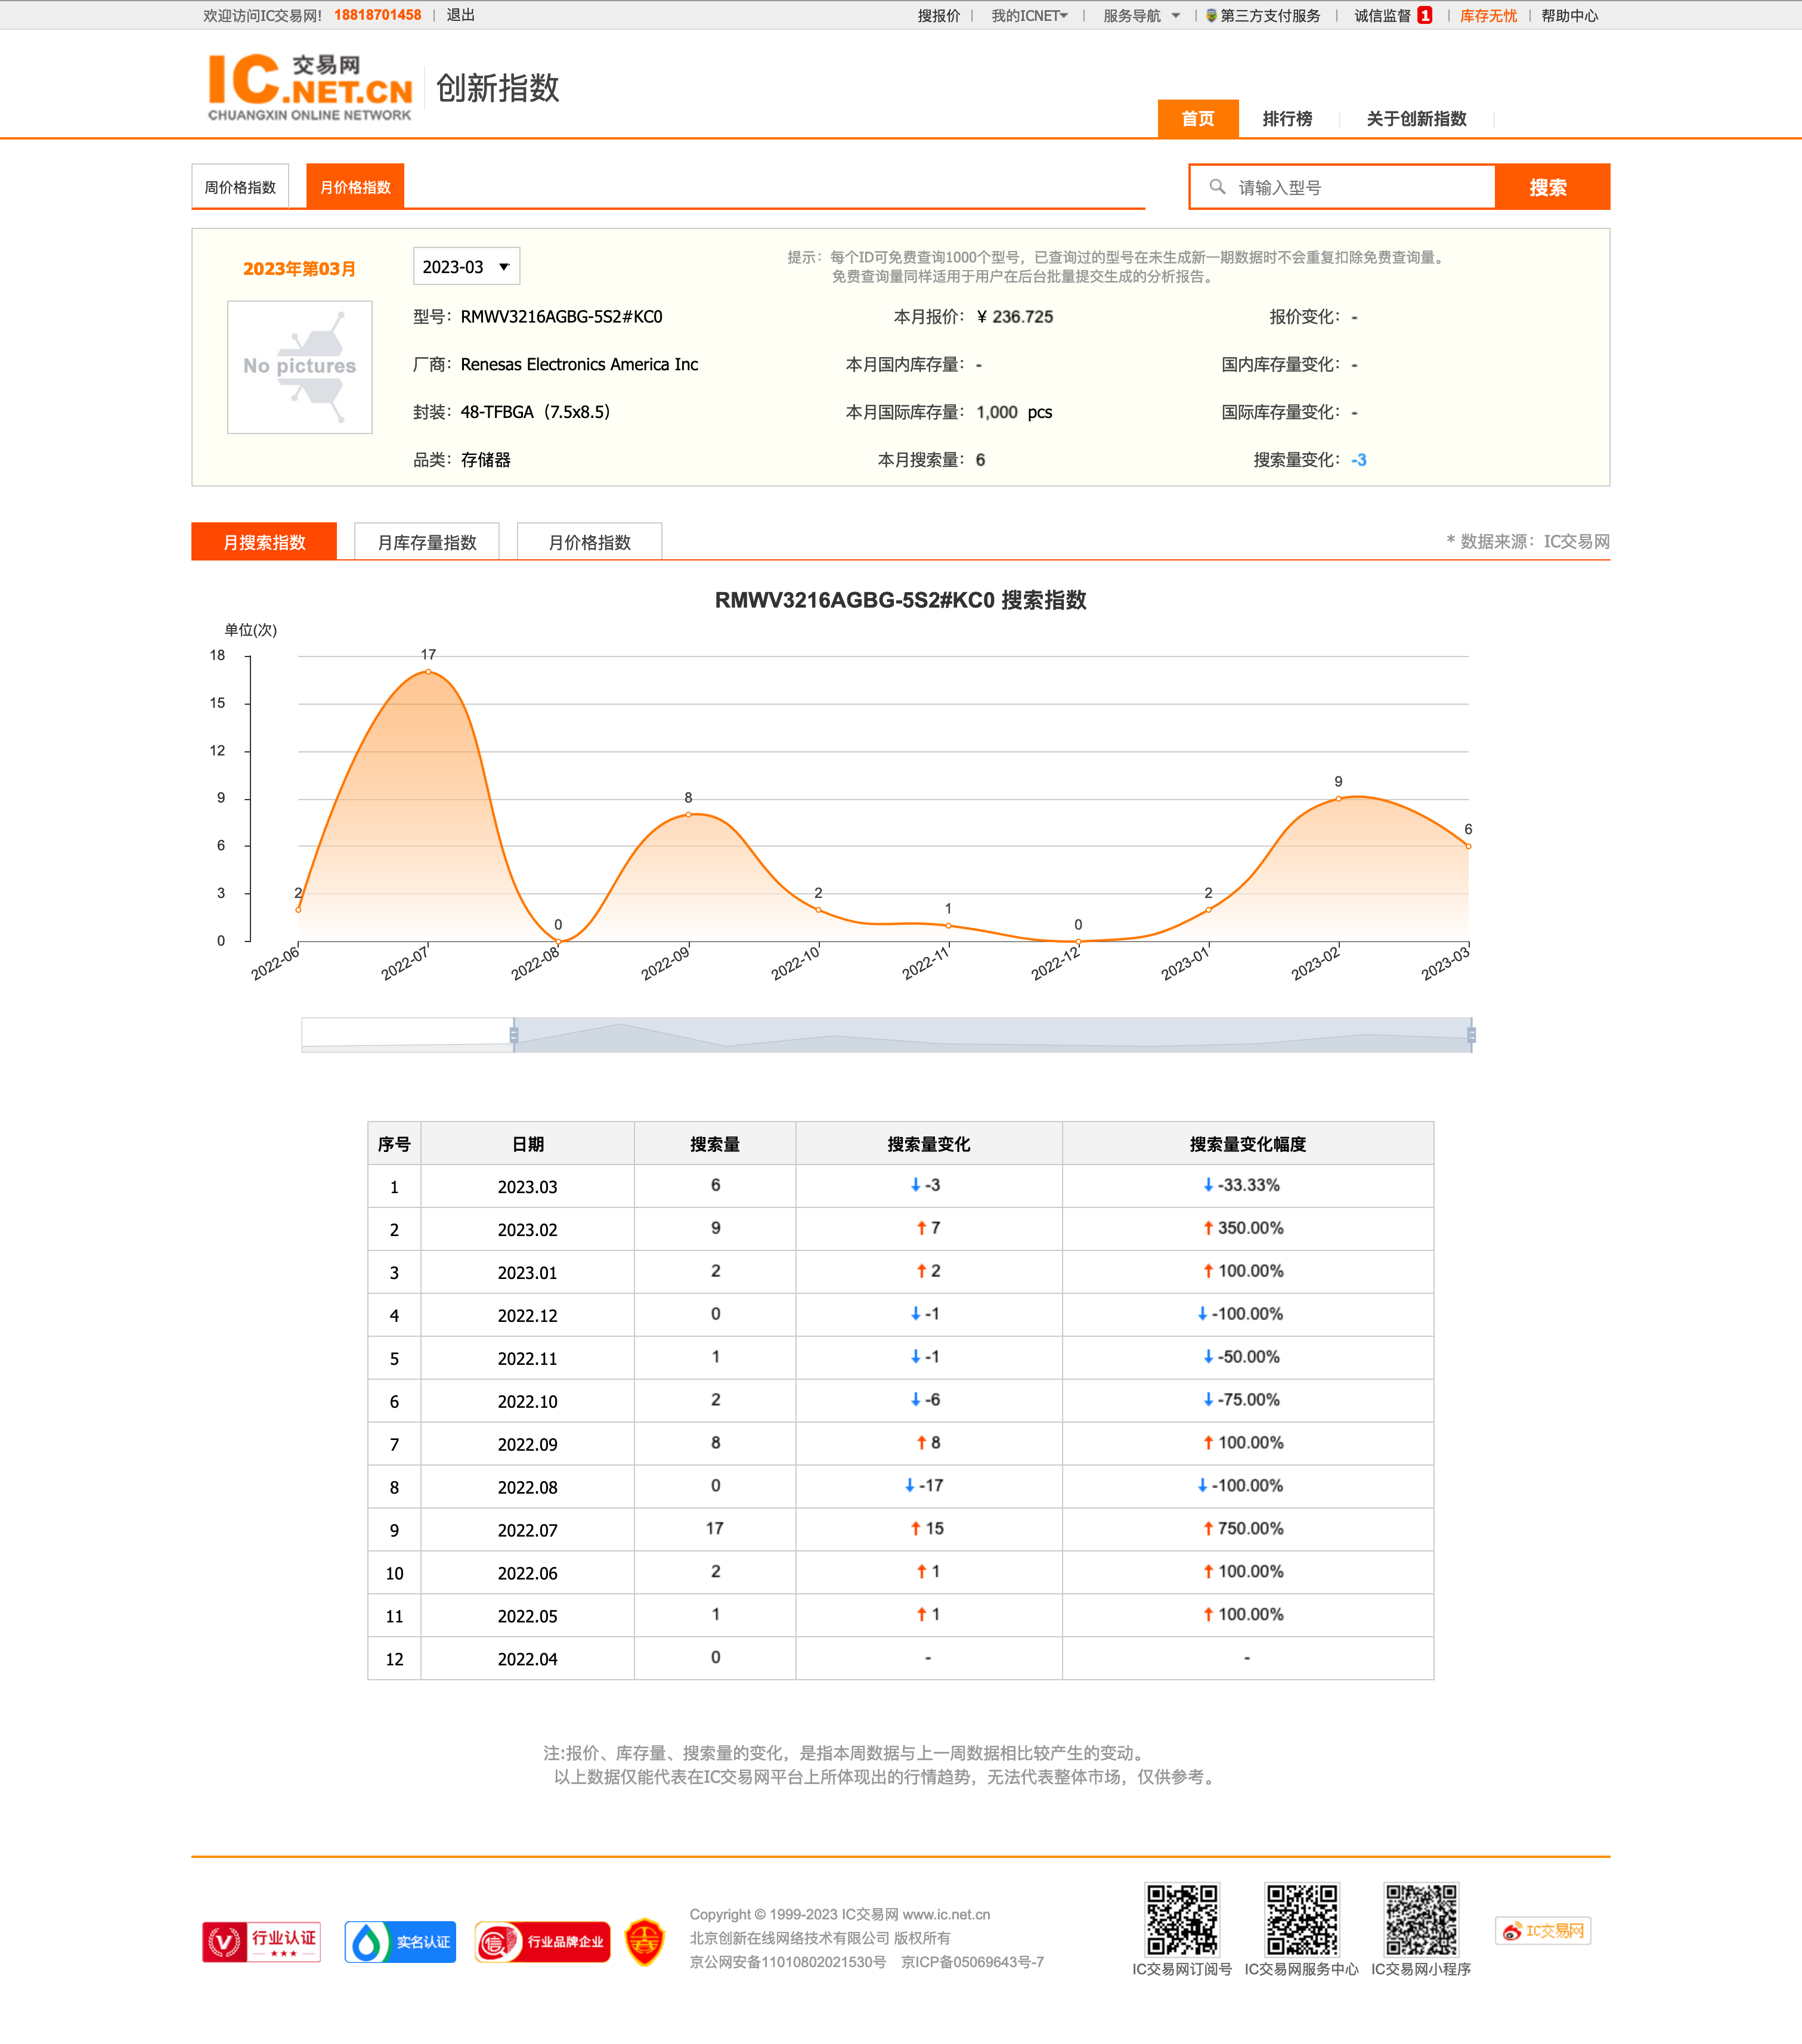 欢迎访问IC交易网! 18818701458 | 退出 搜报价 | 我的ICNET | 服务导航 | 第三方支付服务 | 诚信监督 1 | 库存无忧 | 帮助中心
IC.NET.CN 交易网
CHUANGXIN ONLINE NETWORK
创新指数
首页 排行榜 关于创新指数
周价格指数 月价格指数 请输入型号 搜索
2023年第03月 2023-03
提示：每个ID可免费查询1000个型号，已查询过的型号在未生成新一期数据时不会重复扣除免费查询量。
免费查询量同样适用于用户在后台批量提交生成的分析报告。
No pictures
型号：RMWV3216AGBG-5S2#KC0 本月报价：¥ 236.725 报价变化：-
厂商：Renesas Electronics America Inc 本月国内库存量：- 国内库存量变化：-
封装：48-TFBGA（7.5x8.5） 本月国际库存量：1,000 pcs 国际库存量变化：-
品类：存储器 本月搜索量：6 搜索量变化：-3
月搜索指数 月库存量指数 月价格指数 * 数据来源：IC交易网
RMWV3216AGBG-5S2#KC0 搜索指数
单位(次)
18
15
12
9
6
3
0
2 17 0 8 2 1 0 2 9 6
2022-06 2022-07 2022-08 2022-09 2022-10 2022-11 2022-12 2023-01 2023-02 2023-03
序号 日期 搜索量 搜索量变化 搜索量变化幅度
1 2023.03 6 ↓ -3 ↓ -33.33%
2 2023.02 9 ↑ 7 ↑ 350.00%
3 2023.01 2 ↑ 2 ↑ 100.00%
4 2022.12 0 ↓ -1 ↓ -100.00%
5 2022.11 1 ↓ -1 ↓ -50.00%
6 2022.10 2 ↓ -6 ↓ -75.00%
7 2022.09 8 ↑ 8 ↑ 100.00%
8 2022.08 0 ↓ -17 ↓ -100.00%
9 2022.07 17 ↑ 15 ↑ 750.00%
10 2022.06 2 ↑ 1 ↑ 100.00%
11 2022.05 1 ↑ 1 ↑ 100.00%
12 2022.04 0 - -
注:报价、库存量、搜索量的变化，是指本周数据与上一周数据相比较产生的变动。
以上数据仅能代表在IC交易网平台上所体现出的行情趋势，无法代表整体市场，仅供参考。
行业认证
实名认证
信 行业品牌企业
Copyright © 1999-2023 IC交易网 www.ic.net.cn
北京创新在线网络技术有限公司 版权所有
京公网安备11010802021530号 京ICP备05069643号-7
IC交易网订阅号 IC交易网服务中心 IC交易网小程序
IC交易网